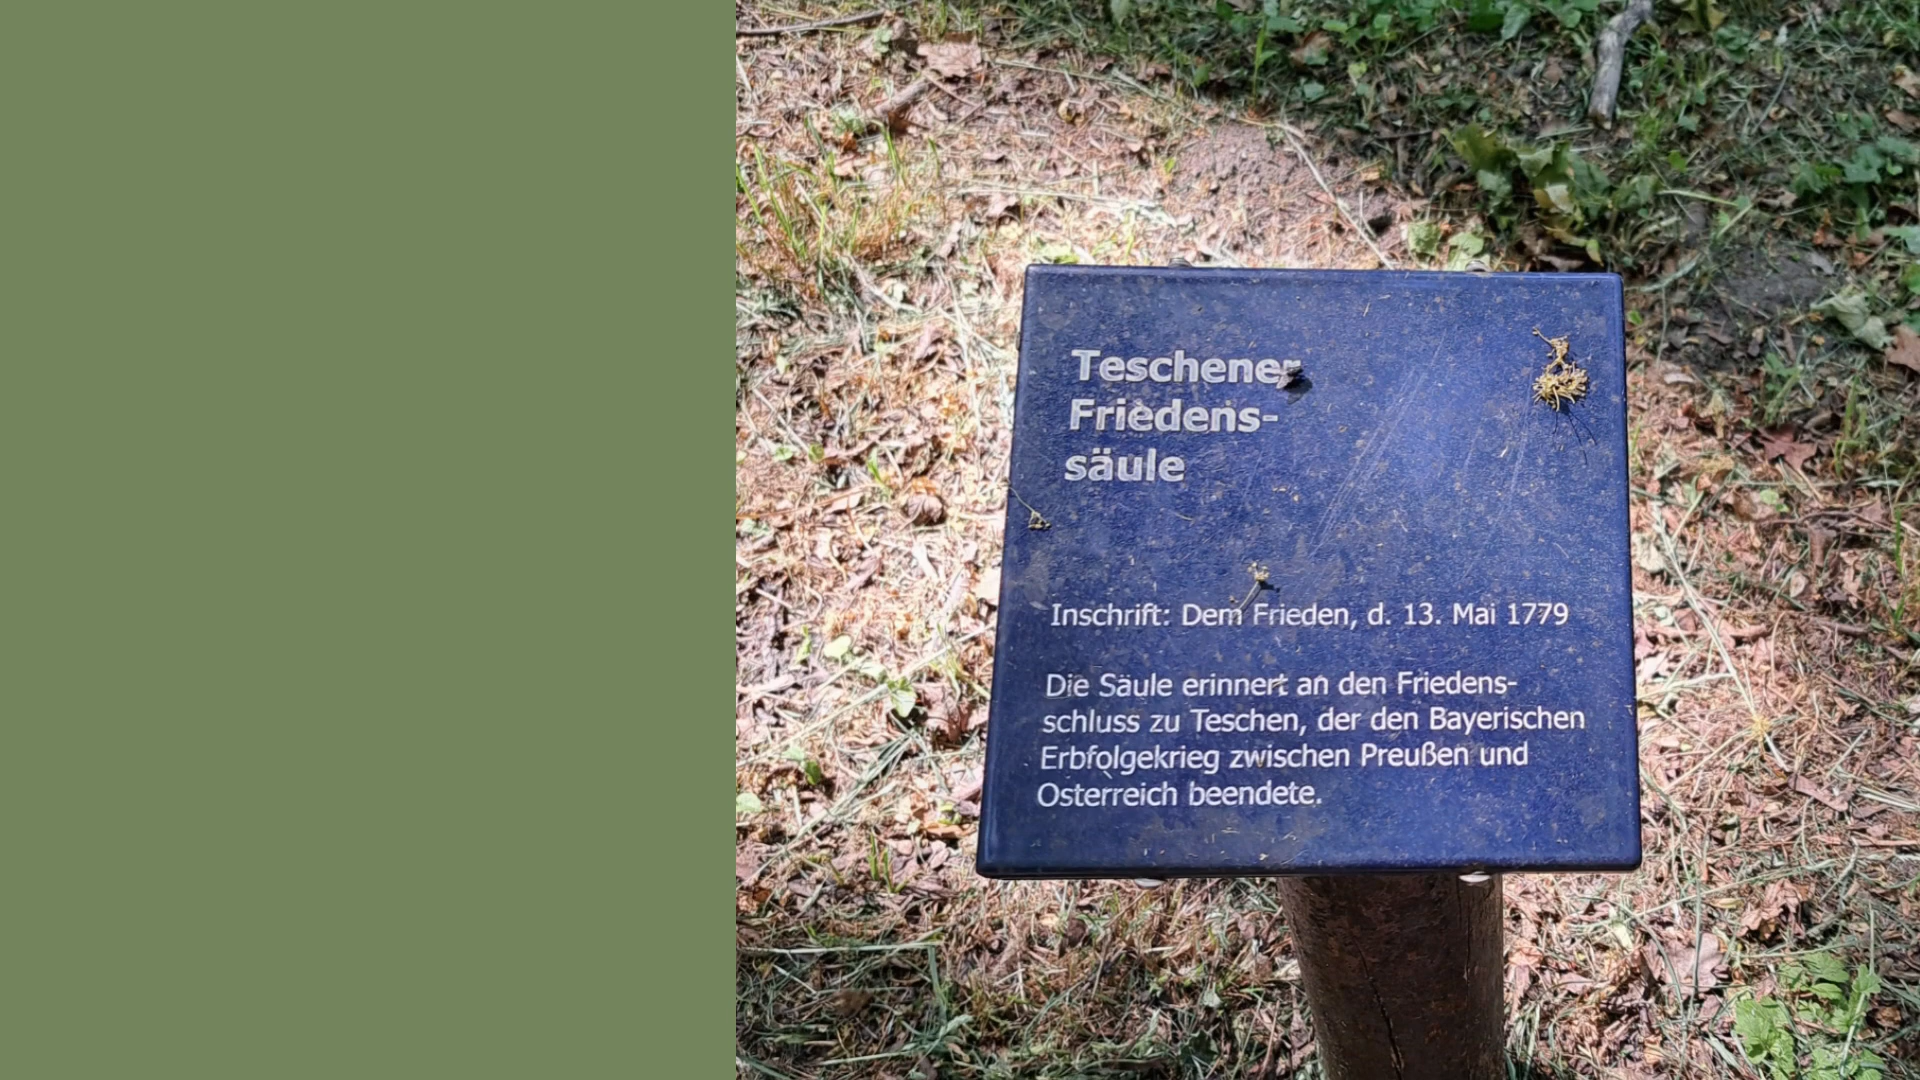 Teschener
Friedens-
säule
Inschrift: Dem Frieden, d. 13. Mai 1779
Die Säule erinnert an den Friedens-
schluss zu Teschen, der den Bayerischen
Erbfolgekrieg zwischen Preußen und
Österreich beendete.